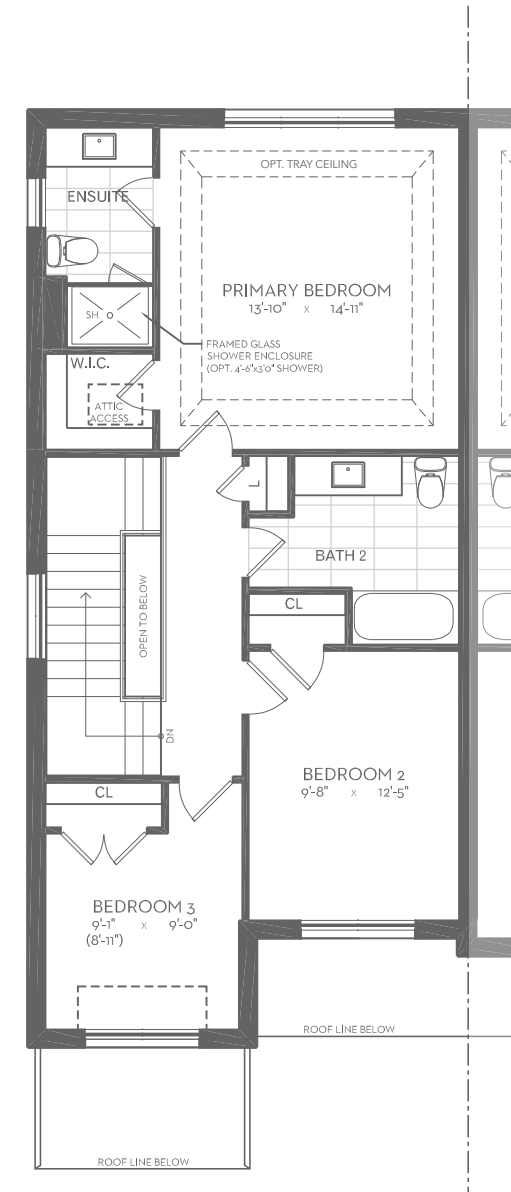 OPT. TRAY CEILING
ENSUITE
PRIMARY BEDROOM
13'-10" x 14'-11"
SH
FRAMED GLASS
SHOWER ENCLOSURE
(OPT. 4'-6"x3'0" SHOWER)
W.I.C.
ATTIC
ACCESS
L
BATH 2
OPEN TO BELOW
CL
DN
BEDROOM 2
9'-8" x 12'-5"
CL
BEDROOM 3
9'-1" x 9'-0"
(8'-11")
ROOF LINE BELOW
ROOF LINE BELOW